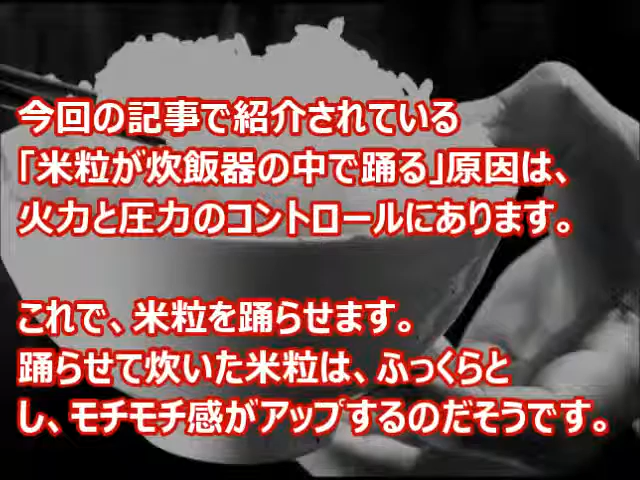 今回の記事で紹介されている
「米粒が炊飯器の中で踊る」原因は、
火力と圧力のコントロールにあります。
これで、米粒を踊らせます。
踊らせて炊いた米粒は、ふっくらと
し、モチモチ感がアップするのだそうです。